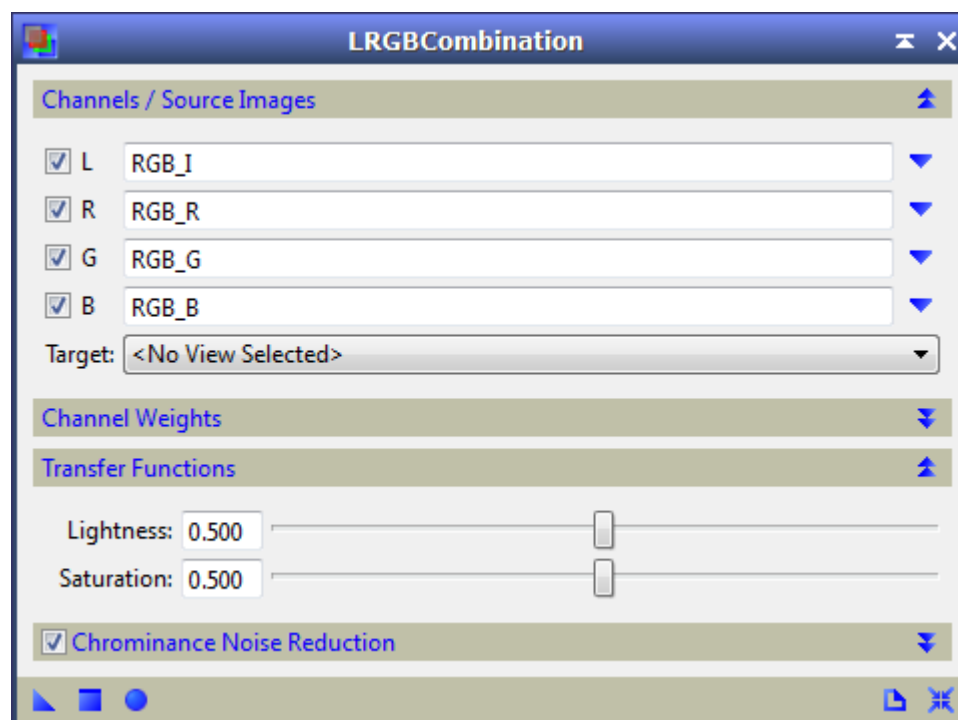 LRGBCombination
Channels / Source Images
L RGB_I
R RGB_R
G RGB_G
B RGB_B
Target: <No View Selected>
Channel Weights
Transfer Functions
Lightness: 0.500
Saturation: 0.500
Chrominance Noise Reduction